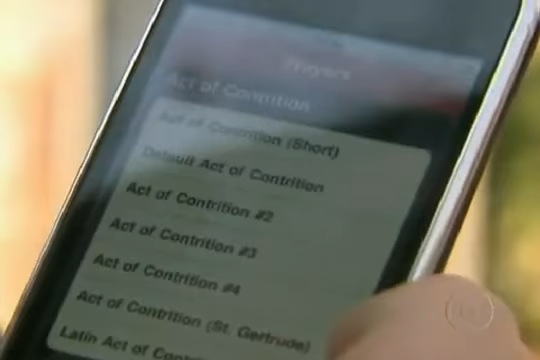 Prayers
Act of Contrition
Act of Contrition (Short)
Default Act of Contrition
Act of Contrition #2
Act of Contrition #3
Act of Contrition #4
Act of Contrition (St. Gertrude)
Latin Act of Contr